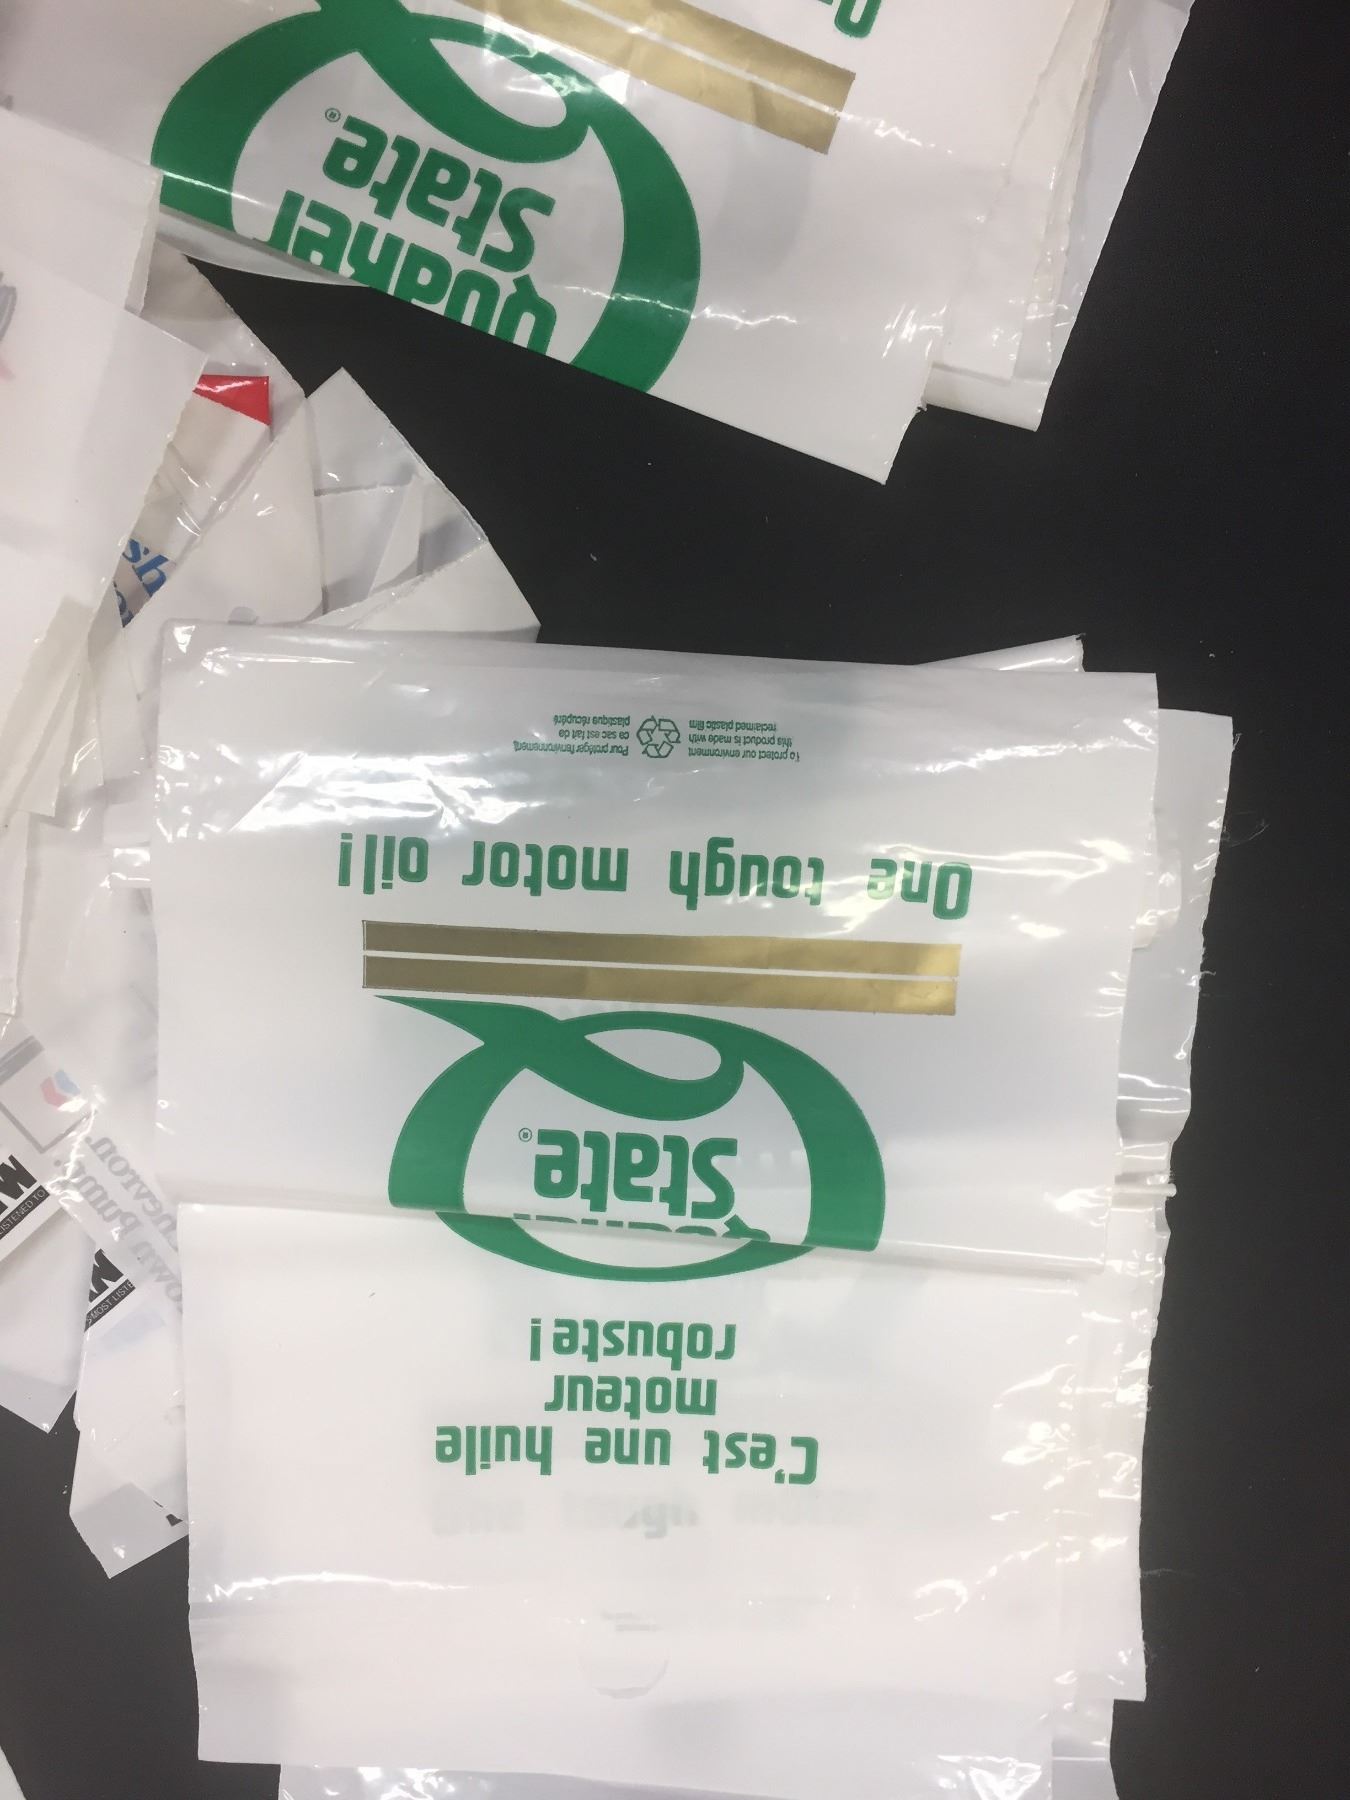 Quaker
State®
C'est une huile
moteur
robuste!
Quaker
State®
One tough motor oil!
To protect our environment
this product is made with
reclaimed plastic film
Pour protéger l'environnement,
ce sac est fait de
plastique récupéré